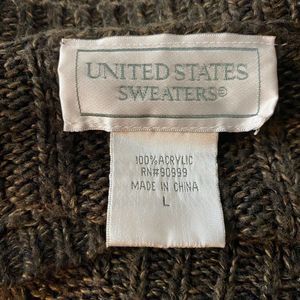 UNITED STATES
SWEATERS®
100% ACRYLIC
RN#90999
MADE IN CHINA
L